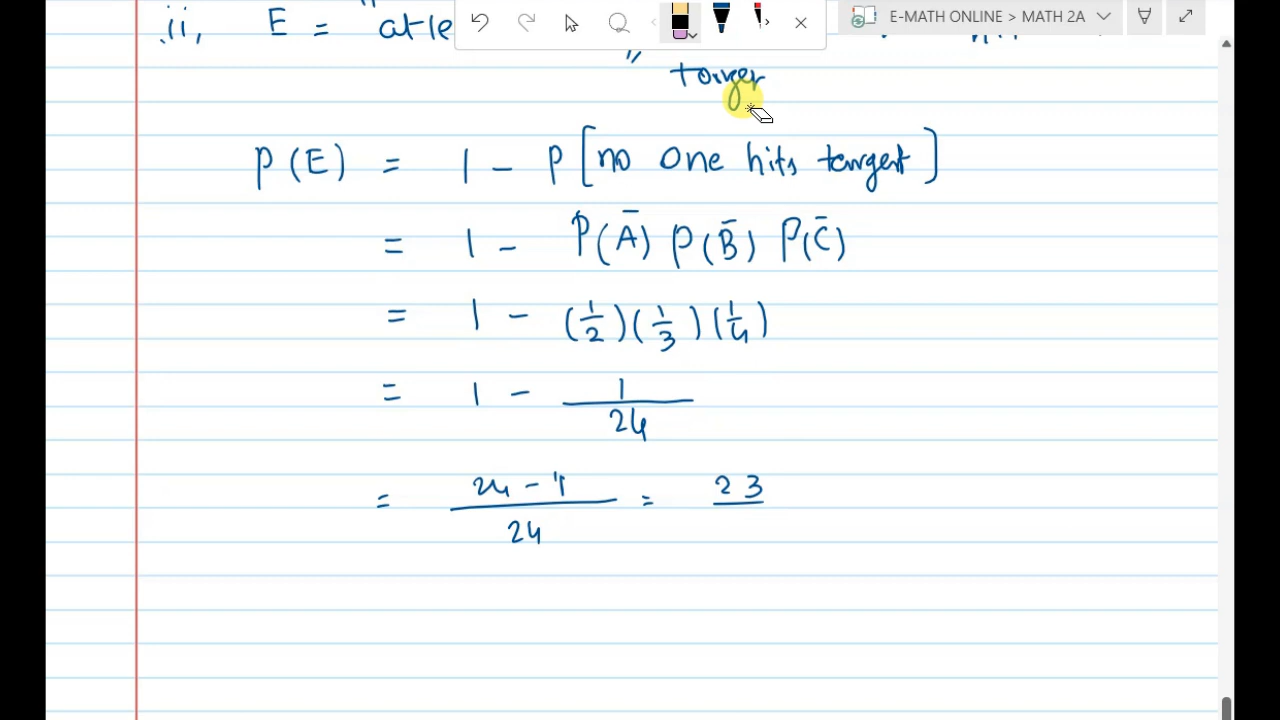 E-MATH ONLINE > MATH 2A
ii, E = "atle
" targer
P(E) = 1 - P[no one hits target]
= 1 - P(A̅) P(B̅) P(C̅)
= 1 - (1/2)(1/3)(1/4)
= 1 - 1/24
= 24 - 1/24 = 23